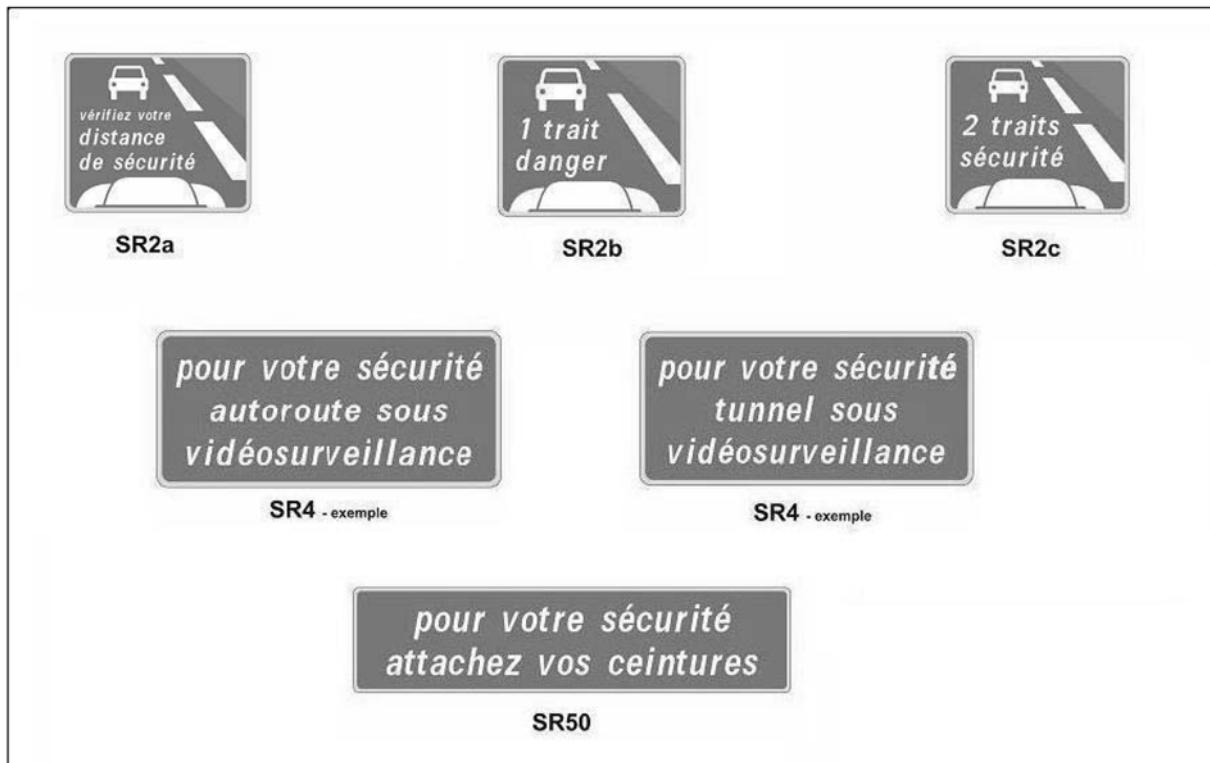 vérifiez votre
distance
de sécurité
SR2a
1 trait
danger
SR2b
2 traits
sécurité
SR2c
pour votre sécurité
autoroute sous
vidéosurveillance
SR4 - exemple
pour votre sécurité
tunnel sous
vidéosurveillance
SR4 - exemple
pour votre sécurité
attachez vos ceintures
SR50